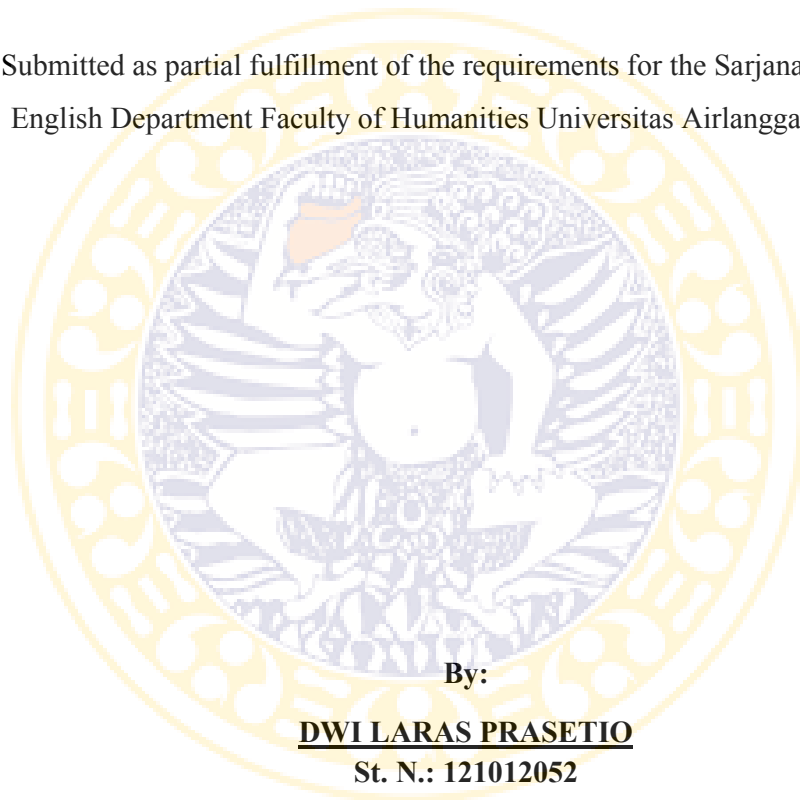 Submitted as partial fulfillment of the requirements for the Sarjana
English Department Faculty of Humanities Universitas Airlangga
By:
DWI LARAS PRASETIO
St. N.: 121012052